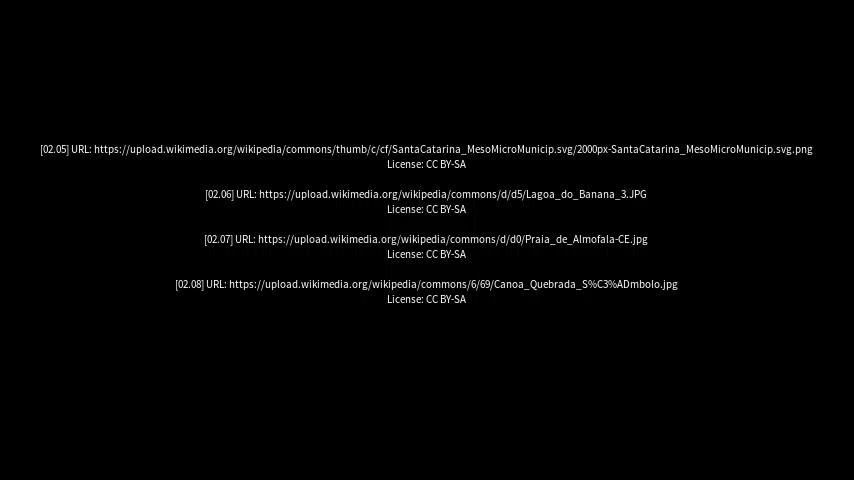 [02.05] URL: https://upload.wikimedia.org/wikipedia/commons/thumb/c/cf/SantaCatarina_MesoMicroMunicip.svg/2000px-SantaCatarina_MesoMicroMunicip.svg.png
License: CC BY-SA
[02.06] URL: https://upload.wikimedia.org/wikipedia/commons/d/d5/Lagoa_do_Banana_3.JPG
License: CC BY-SA
[02.07] URL: https://upload.wikimedia.org/wikipedia/commons/d/d0/Praia_de_Almofala-CE.jpg
License: CC BY-SA
[02.08] URL: https://upload.wikimedia.org/wikipedia/commons/6/69/Canoa_Quebrada_S%C3%ADmbolo.jpg
License: CC BY-SA